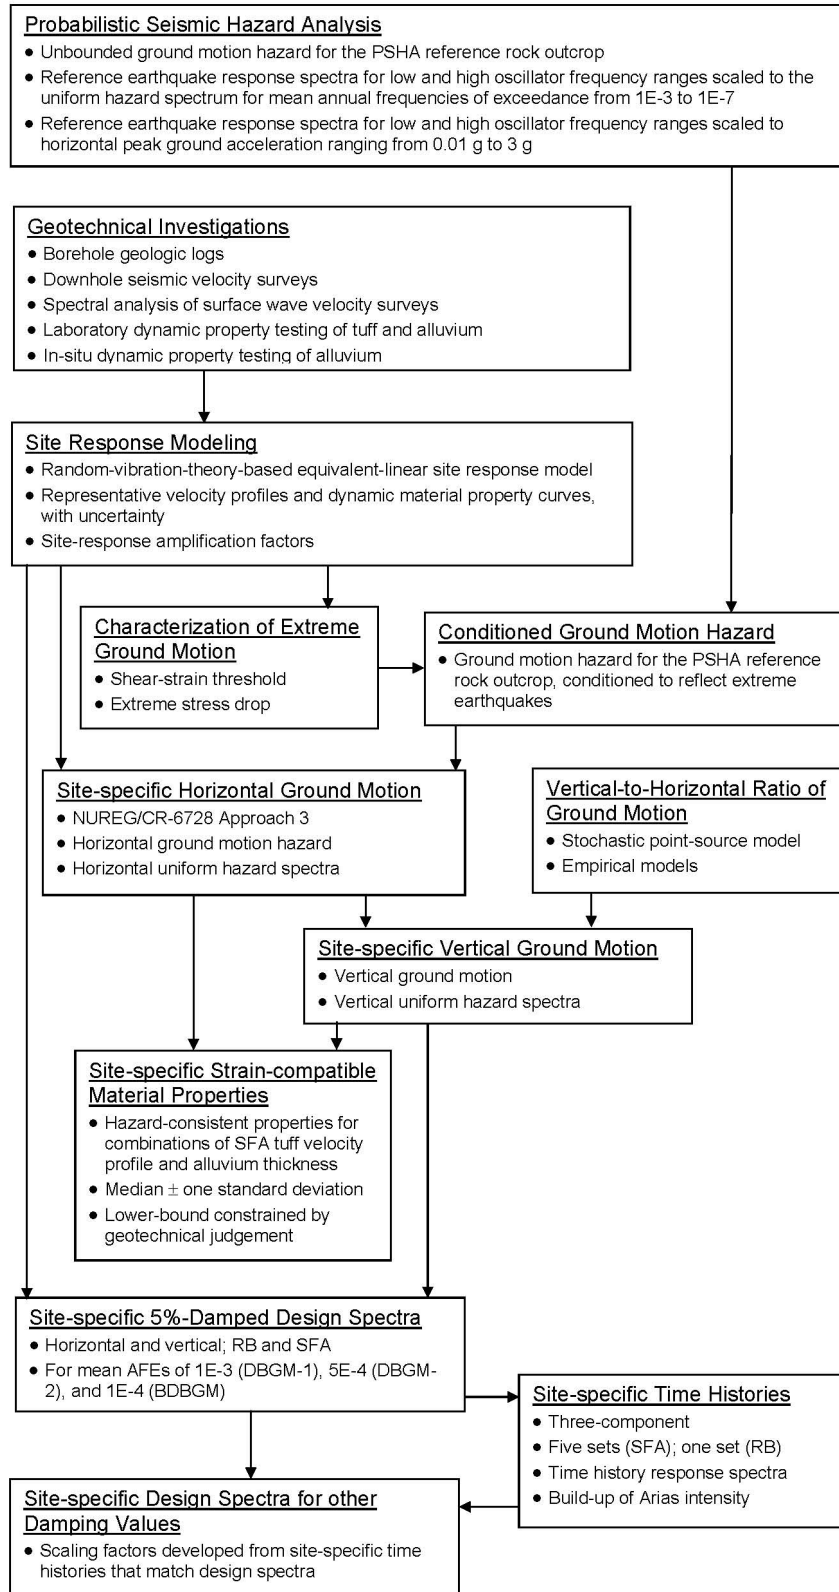 Probabilistic Seismic Hazard Analysis
• Unbounded ground motion hazard for the PSHA reference rock outcrop
• Reference earthquake response spectra for low and high oscillator frequency ranges scaled to the
uniform hazard spectrum for mean annual frequencies of exceedance from 1E-3 to 1E-7
• Reference earthquake response spectra for low and high oscillator frequency ranges scaled to
horizontal peak ground acceleration ranging from 0.01 g to 3 g
Geotechnical Investigations
• Borehole geologic logs
• Downhole seismic velocity surveys
• Spectral analysis of surface wave velocity surveys
• Laboratory dynamic property testing of tuff and alluvium
• In-situ dynamic property testing of alluvium
Site Response Modeling
• Random-vibration-theory-based equivalent-linear site response model
• Representative velocity profiles and dynamic material property curves,
with uncertainty
• Site-response amplification factors
Characterization of Extreme
Ground Motion
• Shear-strain threshold
• Extreme stress drop
Conditioned Ground Motion Hazard
• Ground motion hazard for the PSHA reference
rock outcrop, conditioned to reflect extreme
earthquakes
Site-specific Horizontal Ground Motion
• NUREG/CR-6728 Approach 3
• Horizontal ground motion hazard
• Horizontal uniform hazard spectra
Vertical-to-Horizontal Ratio of
Ground Motion
• Stochastic point-source model
• Empirical models
Site-specific Vertical Ground Motion
• Vertical ground motion
• Vertical uniform hazard spectra
Site-specific Strain-compatible
Material Properties
• Hazard-consistent properties for
combinations of SFA tuff velocity
profile and alluvium thickness
• Median ± one standard deviation
• Lower-bound constrained by
geotechnical judgement
Site-specific 5%-Damped Design Spectra
• Horizontal and vertical; RB and SFA
• For mean AFEs of 1E-3 (DBGM-1), 5E-4 (DBGM-
2), and 1E-4 (BDBGM)
Site-specific Time Histories
• Three-component
• Five sets (SFA); one set (RB)
• Time history response spectra
• Build-up of Arias intensity
Site-specific Design Spectra for other
Damping Values
• Scaling factors developed from site-specific time
histories that match design spectra